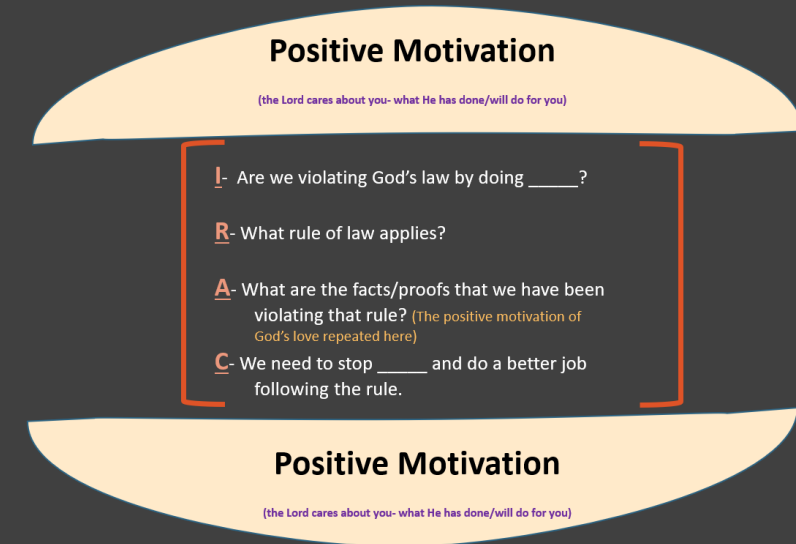 Positive Motivation
(the Lord cares about you- what He has done/will do for you)
I- Are we violating God's law by doing _____?
R- What rule of law applies?
A- What are the facts/proofs that we have been
violating that rule? (The positive motivation of
God's love repeated here)
C- We need to stop _____ and do a better job
following the rule.
Positive Motivation
(the Lord cares about you- what He has done/will do for you)